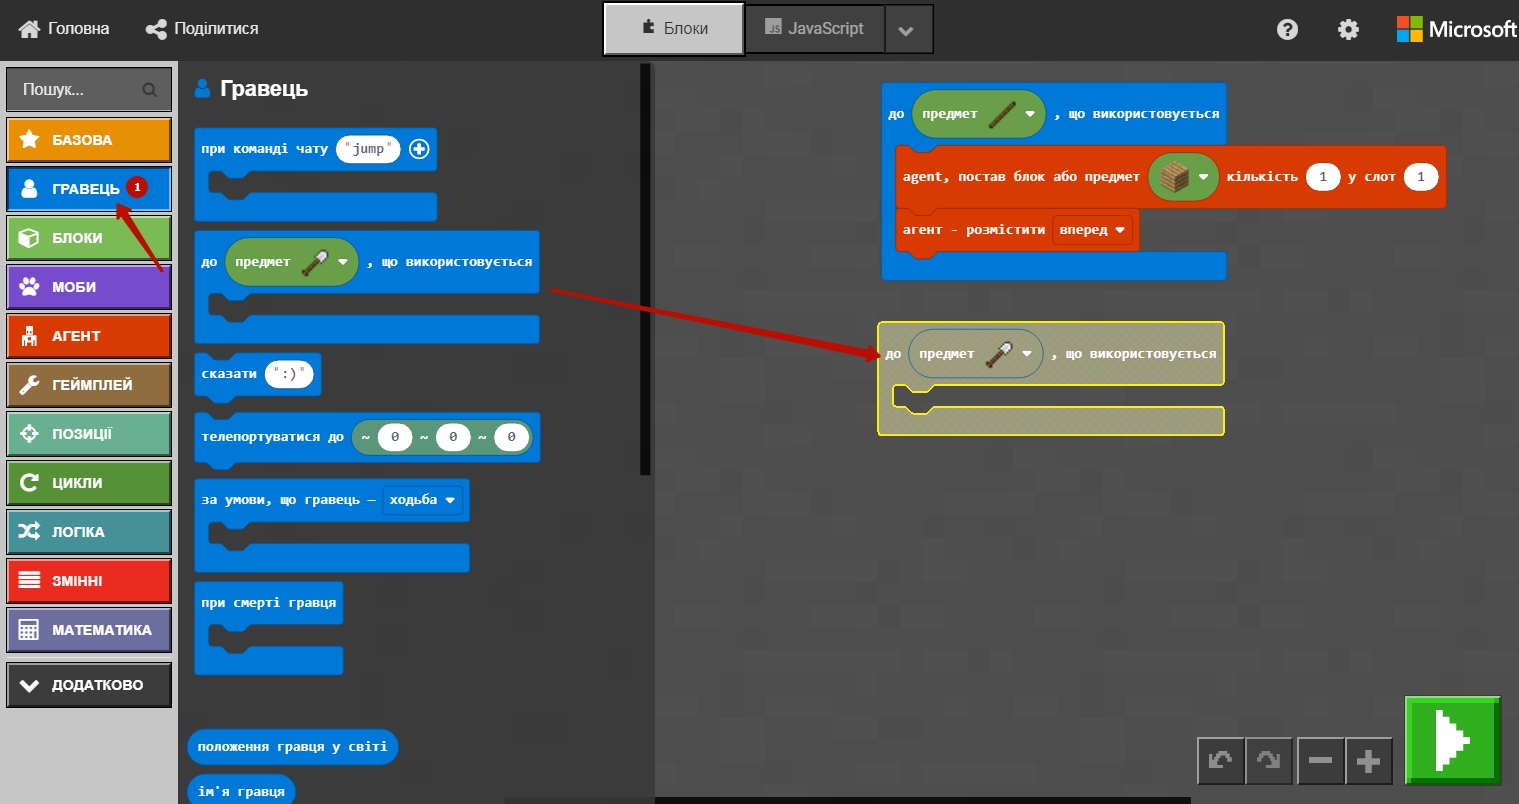 Головна
Поділитися
Блоки
JavaScript
Microsoft
Пошук...
БАЗОВА
ГРАВЕЦЬ 1
БЛОКИ
МОБИ
АГЕНТ
ГЕЙМПЛЕЙ
ПОЗИЦІЇ
ЦИКЛИ
ЛОГІКА
ЗМІННІ
МАТЕМАТИКА
ДОДАТКОВО
Гравець
при команді чату "jump"
до предмет , що використовується
сказати ":)"
телепортуватися до ~ 0 ~ 0 ~ 0
за умови, що гравець — ходьба
при смерті гравця
положення гравця у світі
ім'я гравця
до предмет , що використовується
agent, постав блок або предмет кількість 1 у слот 1
агент - розмістити вперед
до предмет , що використовується